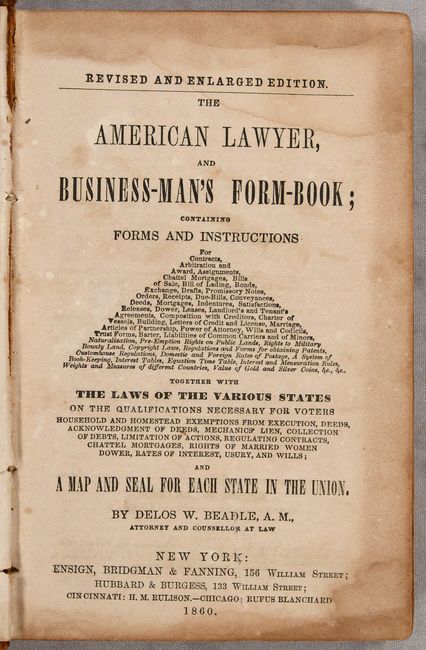 REVISED AND ENLARGED EDITION.
THE
AMERICAN LAWYER,
AND
BUSINESS-MAN'S FORM-BOOK;
CONTAINING
FORMS AND INSTRUCTIONS
For
Contracts,
Arbitration and
Award, Assignments,
Chattel Mortgages, Bills
of Sale, Bill of Lading, Bonds,
Exchange, Drafts, Promissory Notes,
Orders, Receipts, Due-Bills, Conveyances,
Deeds, Mortgages, Indentures, Satisfactions,
Releases, Dower, Leases, Landlord's and Tenant's
Agreements, Composition with Creditors, Charter of
Vessels, Building, Letters of Credit and License, Marriage,
Articles of Partnership, Power of Attorney, Wills and Codicils,
Trust Forms, Barter, Liabilities of Common Carriers and of Minors,
Naturalisation, Pre-Emption Rights on Public Lands, Rights to Military
Bounty Land, Copyright Laws, Regulations and Forms for obtaining Patents,
Customhouse Regulations, Domestic and Foreign Rates of Postage, A System of
Book-Keeping, Interest Tables, Equation Time Table, Interest and Mensuration Rules,
Weights and Measures of different Countries, Value of Gold and Silver Coins, &c., &c.,
TOGETHER WITH
THE LAWS OF THE VARIOUS STATES
ON THE QUALIFICATIONS NECESSARY FOR VOTERS
HOUSEHOLD AND HOMESTEAD EXEMPTIONS FROM EXECUTION, DEEDS,
ACKNOWLEDGMENT OF DEEDS, MECHANICS' LIEN, COLLECTION
OF DEBTS, LIMITATION OF ACTIONS, REGULATING CONTRACTS,
CHATTEL MORTGAGES, RIGHTS OF MARRIED WOMEN
DOWER, RATES OF INTEREST, USURY, AND WILLS;
AND
A MAP AND SEAL FOR EACH STATE IN THE UNION.
BY DELOS W. BEADLE, A. M.,
ATTORNEY AND COUNSELLOR AT LAW
NEW YORK:
ENSIGN, BRIDGMAN & FANNING, 156 WILLIAM STREET;
HUBBARD & BURGESS, 133 WILLIAM STREET;
CINCINNATI: H. M. RULISON.—CHICAGO: RUFUS BLANCHARD
1860.